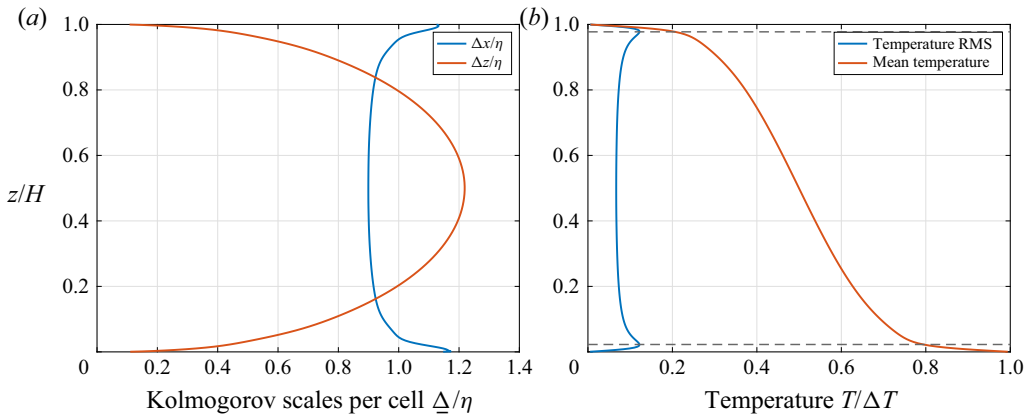 (a)
1.0
0.8
0.6
0.4
0.2
z/H
0
0.2
0.4
0.6
0.8
1.0
1.2
1.4
Δx/η
Δz/η
Kolmogorov scales per cell Δ/η
(b)
1.0
0.8
0.6
0.4
0.2
0
0.2
0.4
0.6
0.8
1.0
Temperature RMS
Mean temperature
Temperature T/ΔT